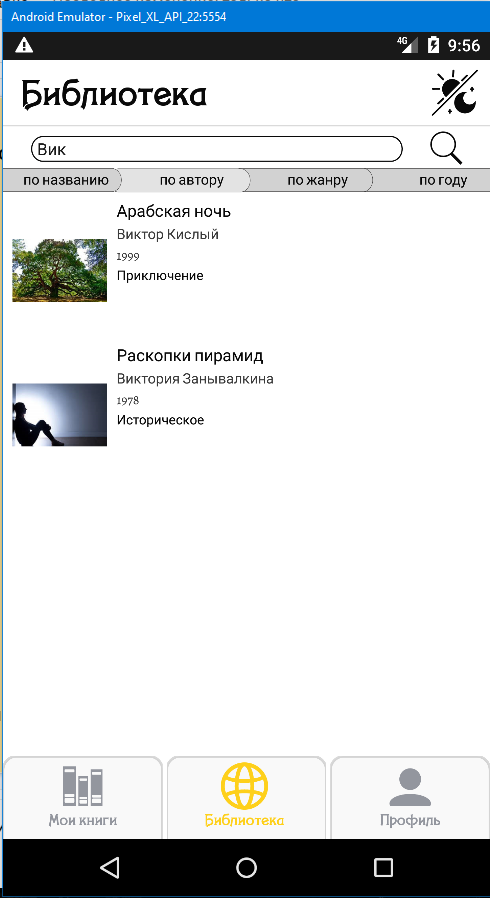 Android Emulator - Pixel_XL_API_22:5554
4G 9:56
Библиотека
Вик
по названию по автору по жанру по году
Арабская ночь
Виктор Кислый
1999
Приключение
Раскопки пирамид
Виктория Занывалкина
1978
Историческое
Мои книги Библиотека Профиль